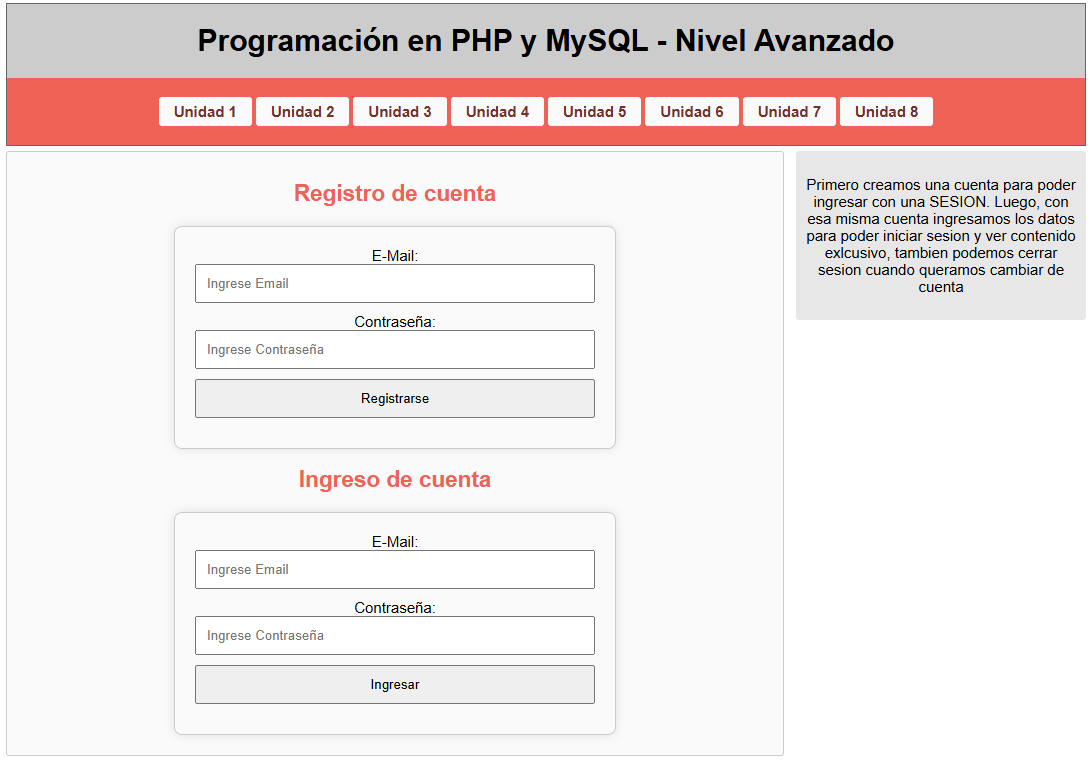 Programación en PHP y MySQL - Nivel Avanzado
Unidad 1 Unidad 2 Unidad 3 Unidad 4 Unidad 5 Unidad 6 Unidad 7 Unidad 8
Registro de cuenta
E-Mail:
Ingrese Email
Contraseña:
Ingrese Contraseña
Registrarse
Ingreso de cuenta
E-Mail:
Ingrese Email
Contraseña:
Ingrese Contraseña
Ingresar
Primero creamos una cuenta para poder
ingresar con una SESION. Luego, con
esa misma cuenta ingresamos los datos
para poder iniciar sesion y ver contenido
exlcusivo, tambien podemos cerrar
sesion cuando queramos cambiar de
cuenta